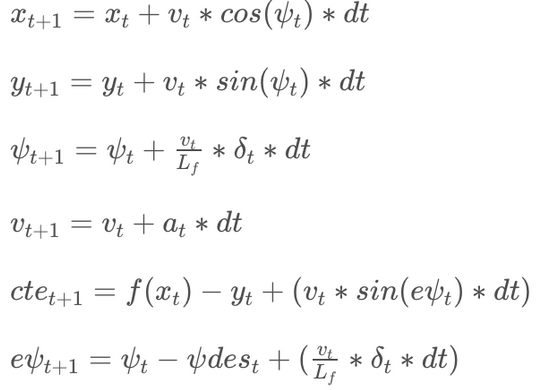 x_{t+1} = x_t + v_t * cos(ψ_t) * dt
y_{t+1} = y_t + v_t * sin(ψ_t) * dt
ψ_{t+1} = ψ_t + \frac{v_t}{L_f} * δ_t * dt
v_{t+1} = v_t + a_t * dt
cte_{t+1} = f(x_t) − y_t + (v_t * sin(eψ_t) * dt)
eψ_{t+1} = ψ_t − ψdes_t + (\frac{v_t}{L_f} * δ_t * dt)